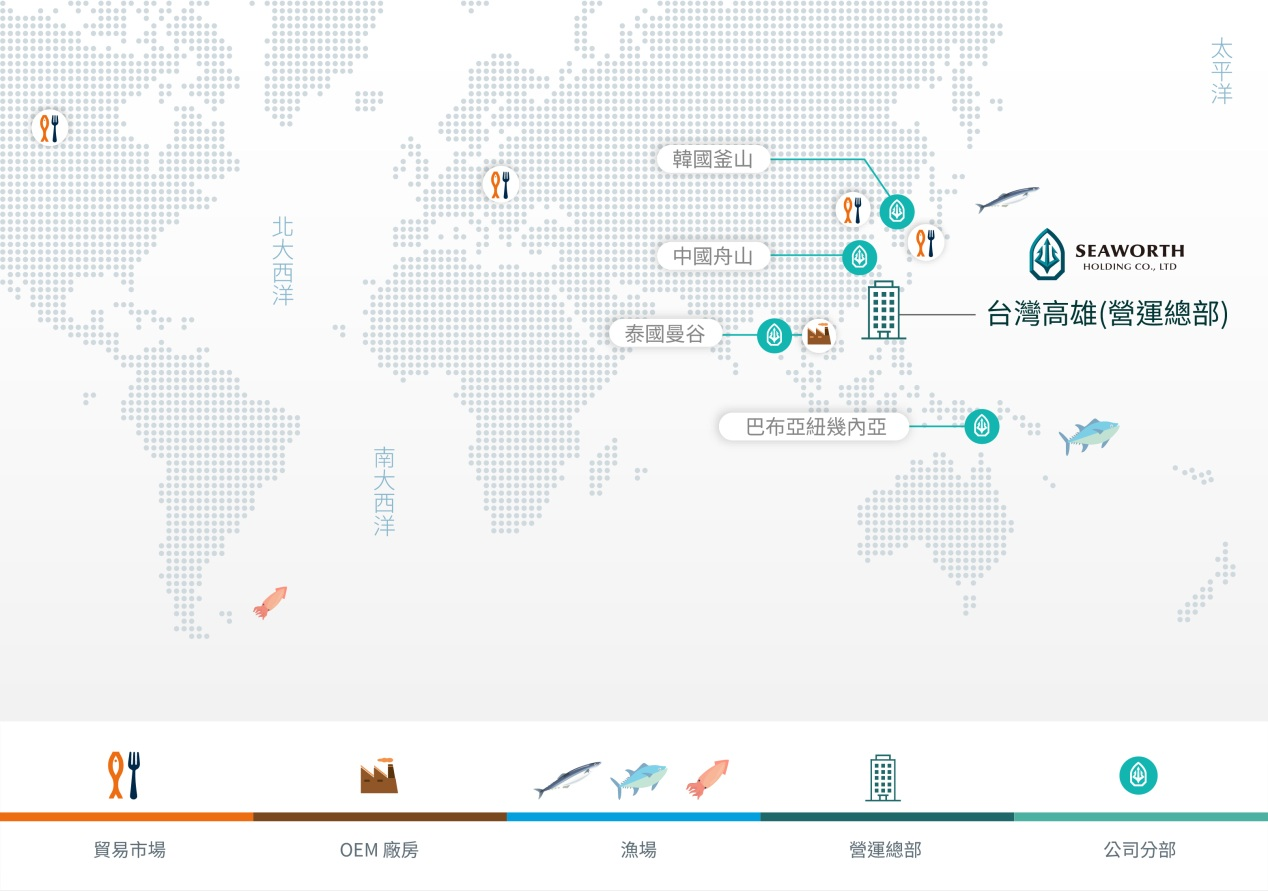 太平洋
韓國釜山
北大西洋
中國舟山
SEAWORTH
HOLDING CO., LTD
台灣高雄(營運總部)
泰國曼谷
巴布亞紐幾內亞
南大西洋
貿易市場
OEM 廠房
漁場
營運總部
公司分部